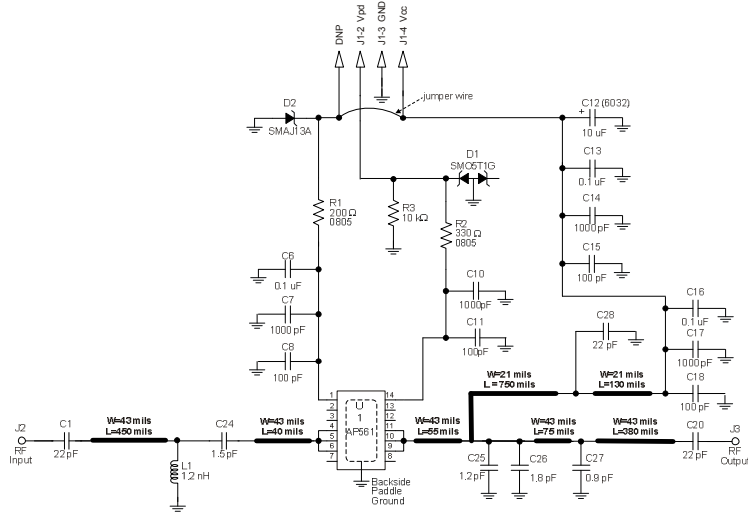 DNP
J1-2 Vpd
J1-3 GND
J1-4 Vcc
jumper wire
D2
SMAJ13A
C12 (6032)
+
10 uF
C13
0.1 uF
D1
SM05T1G
R1
200 Ω
0805
R3
10 kΩ
R2
330 Ω
0805
C14
1000 pF
C15
100 pF
C6
0.1 uF
C10
1000pF
C7
1000 pF
C11
100pF
C16
0.1 uF
C28
22 pF
C17
1000pF
C8
100 pF
W=21 mils
L = 750 mils
W=21 mils
L=130 mils
C18
100 pF
1
2
3
4
5
6
7
U
1
AP561
14
13
12
11
10
9
8
J2
RF
Input
C1
22 pF
W=43 mils
L=450 mils
C24
1.5 pF
W=43 mils
L=40 mils
W=43 mils
L=55 mils
W=43 mils
L=75 mils
W=43 mils
L=380 mils
C20
22 pF
J3
RF
Output
L1
1.2 nH
C25
1.2 pF
C26
1.8 pF
C27
0.9 pF
Backside
Paddle
Ground